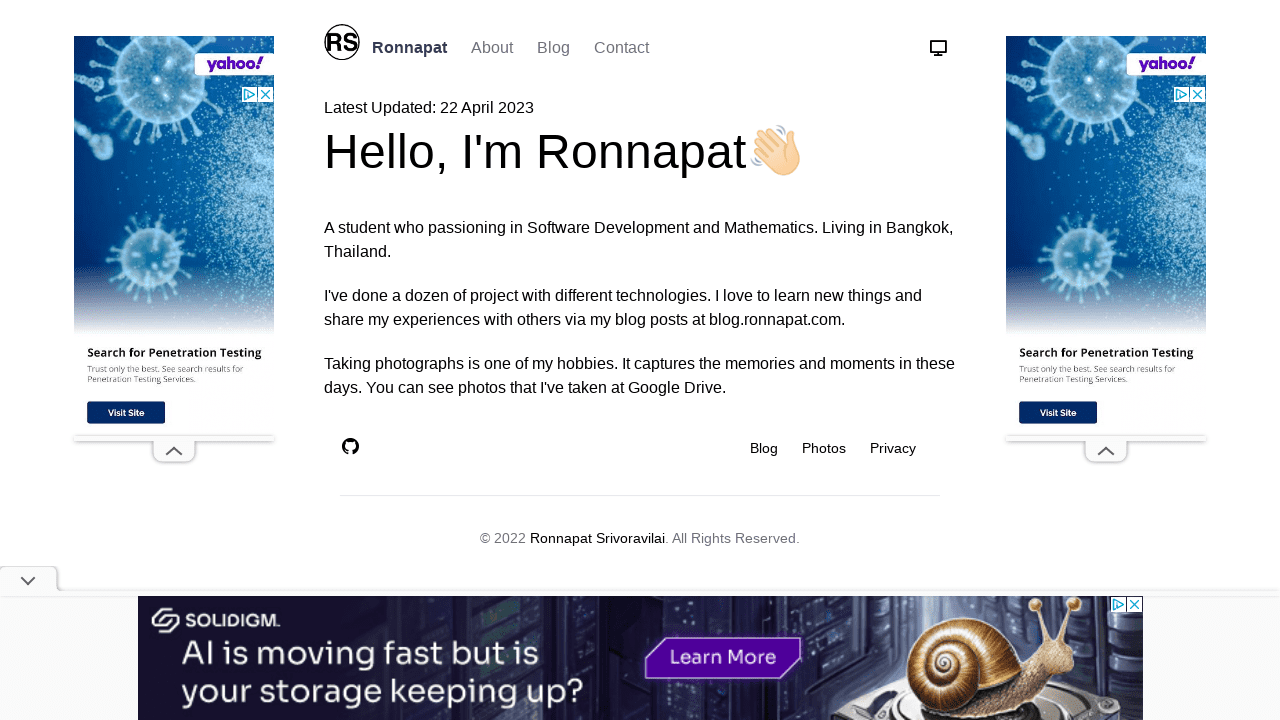 RS
Ronnapat About Blog Contact
Latest Updated: 22 April 2023
Hello, I'm Ronnapat
A student who passioning in Software Development and Mathematics. Living in Bangkok,
Thailand.
I've done a dozen of project with different technologies. I love to learn new things and
share my experiences with others via my blog posts at blog.ronnapat.com.
Taking photographs is one of my hobbies. It captures the memories and moments in these
days. You can see photos that I've taken at Google Drive.
Blog Photos Privacy
© 2022 Ronnapat Srivoravilai. All Rights Reserved.
yahoo!
Search for Penetration Testing
Trust only the best. See search results for
Penetration Testing Services.
Visit Site
yahoo!
Search for Penetration Testing
Trust only the best. See search results for
Penetration Testing Services.
Visit Site
SOLIDIGM.
AI is moving fast but is
your storage keeping up?
Learn More